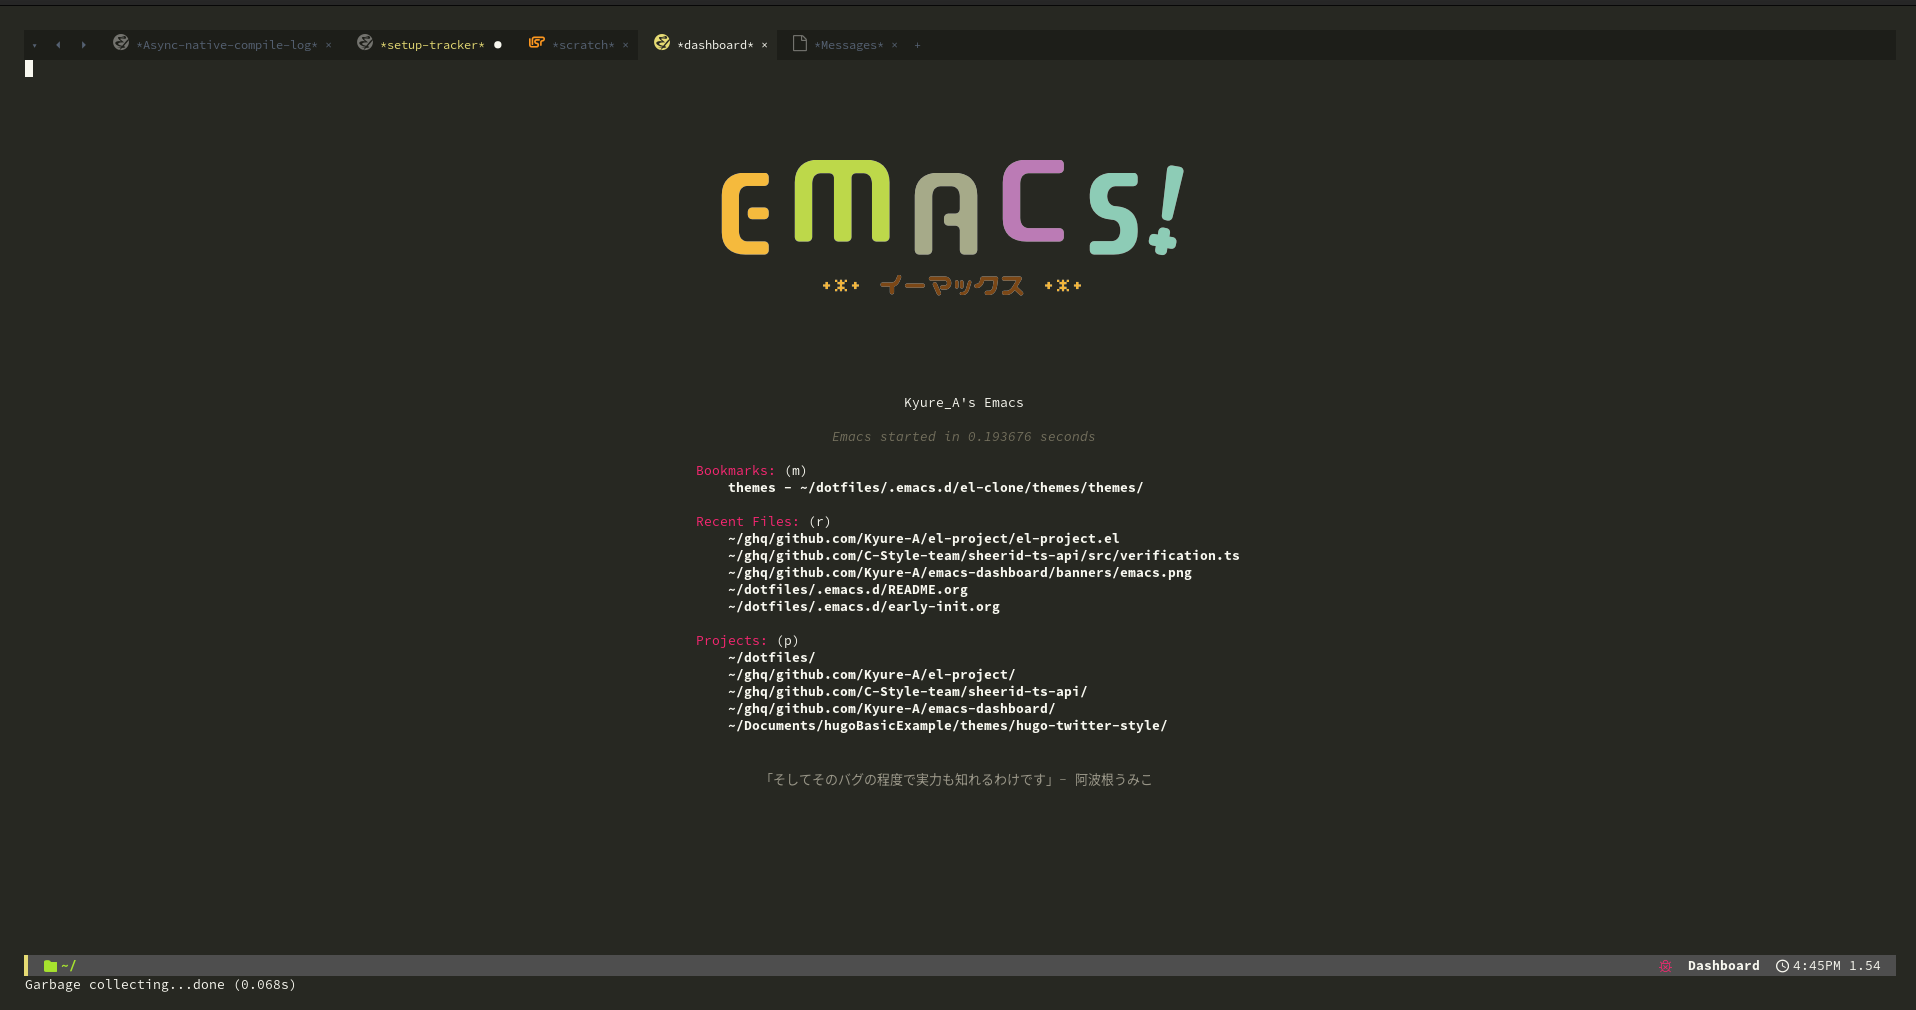 *Async-native-compile-log* × *setup-tracker* ● *scratch* × *dashboard* × *Messages* × +
EMACS!
イーマックス
Kyure_A's Emacs
Emacs started in 0.193676 seconds
Bookmarks: (m)
themes - ~/dotfiles/.emacs.d/el-clone/themes/themes/
Recent Files: (r)
~/ghq/github.com/Kyure-A/el-project/el-project.el
~/ghq/github.com/C-Style-team/sheerid-ts-api/src/verification.ts
~/ghq/github.com/Kyure-A/emacs-dashboard/banners/emacs.png
~/dotfiles/.emacs.d/README.org
~/dotfiles/.emacs.d/early-init.org
Projects: (p)
~/dotfiles/
~/ghq/github.com/Kyure-A/el-project/
~/ghq/github.com/C-Style-team/sheerid-ts-api/
~/ghq/github.com/Kyure-A/emacs-dashboard/
~/Documents/hugoBasicExample/themes/hugo-twitter-style/
「そしてそのバグの程度で実力も知れるわけです」- 阿波根うみこ
~/ Dashboard 4:45PM 1.54
Garbage collecting...done (0.068s)